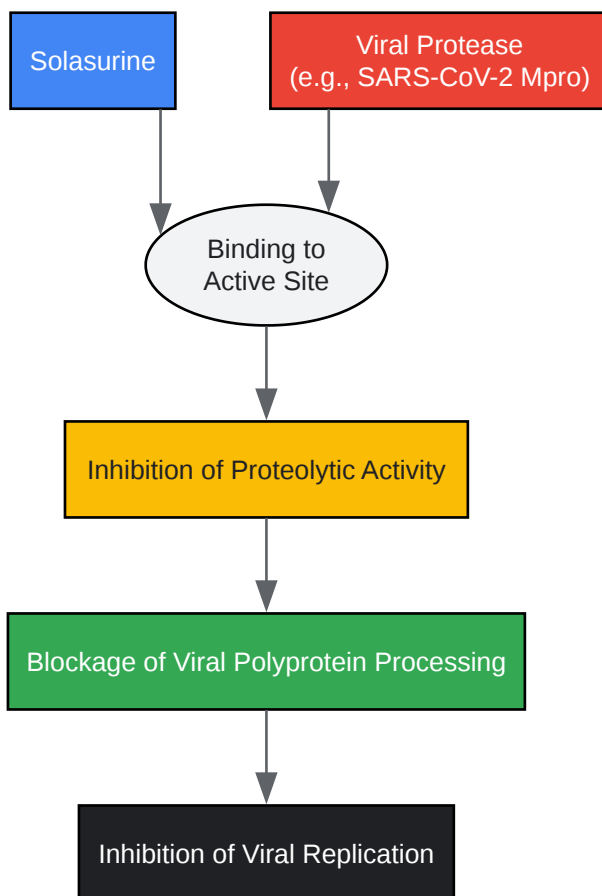 Solasurine
Viral Protease
(e.g., SARS-CoV-2 Mpro)
Binding to
Active Site
Inhibition of Proteolytic Activity
Blockage of Viral Polyprotein Processing
Inhibition of Viral Replication